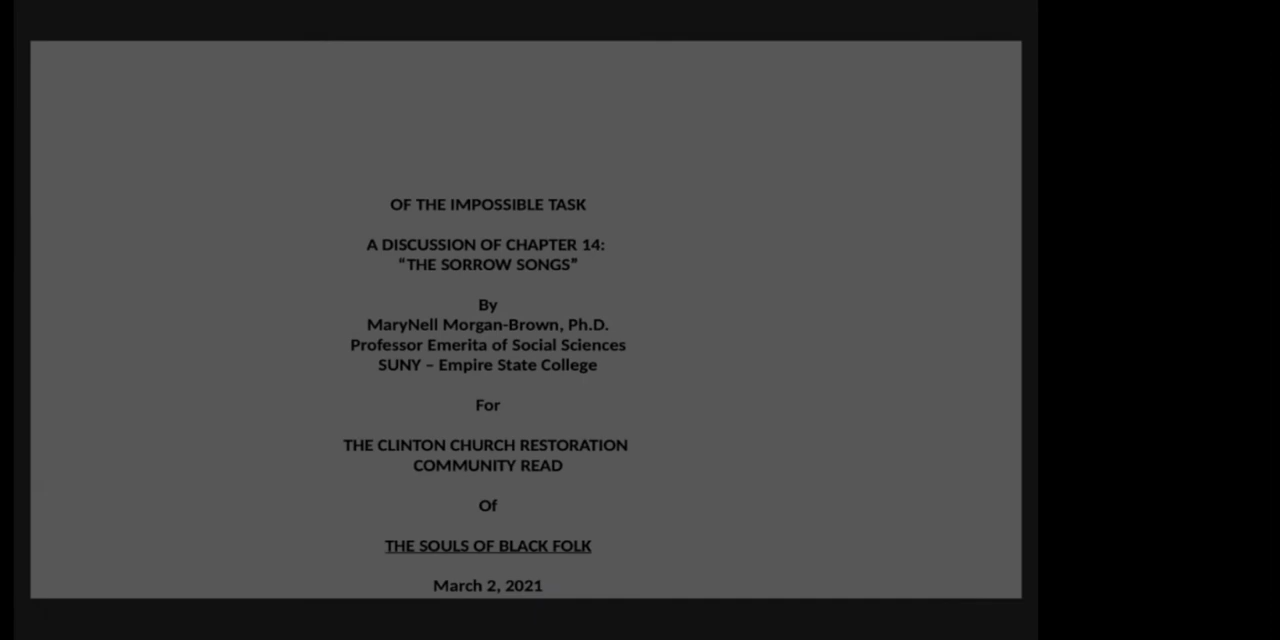 OF THE IMPOSSIBLE TASK
A DISCUSSION OF CHAPTER 14:
“THE SORROW SONGS”
By
MaryNell Morgan-Brown, Ph.D.
Professor Emerita of Social Sciences
SUNY – Empire State College
For
THE CLINTON CHURCH RESTORATION
COMMUNITY READ
Of
THE SOULS OF BLACK FOLK
March 2, 2021